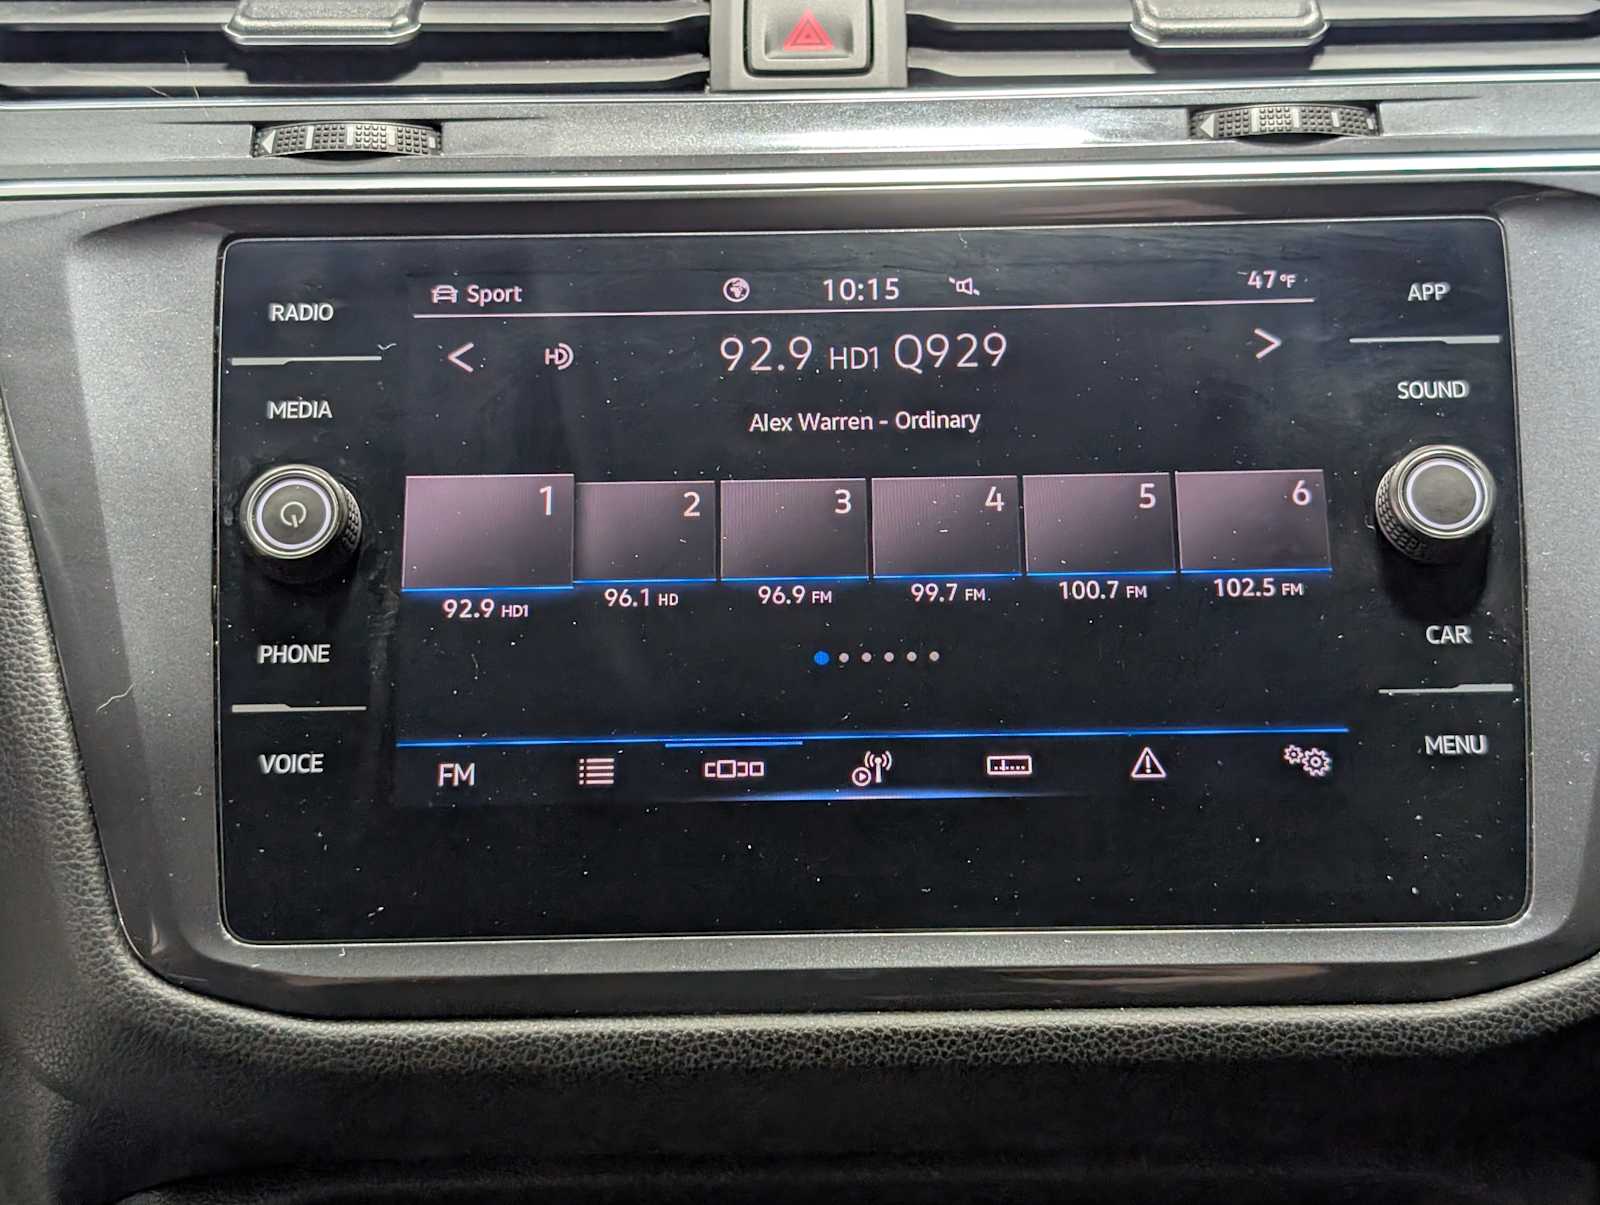 RADIO
MEDIA
PHONE
VOICE
Sport
10:15
47°F
92.9 HD1 Q929
HD
Alex Warren - Ordinary
1
2
3
4
5
6
92.9 HD1
96.1 HD
96.9 FM
99.7 FM
100.7 FM
102.5 FM
FM
APP
SOUND
CAR
MENU